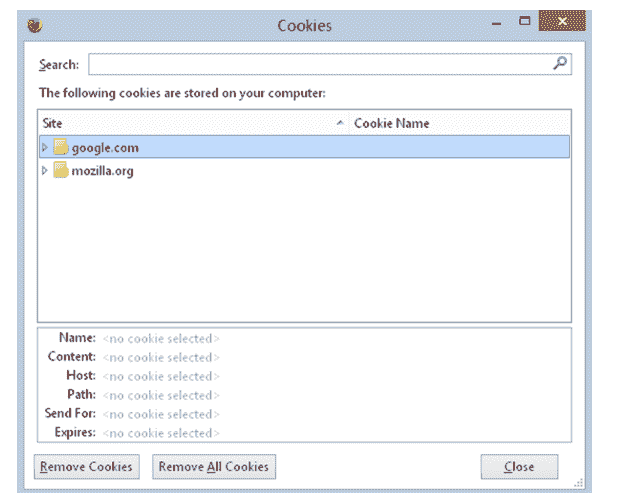 Cookies
Search:
The following cookies are stored on your computer:
Site Cookie Name
google.com
mozilla.org
Name: <no cookie selected>
Content: <no cookie selected>
Host: <no cookie selected>
Path: <no cookie selected>
Send For: <no cookie selected>
Expires: <no cookie selected>
Remove Cookies Remove All Cookies Close